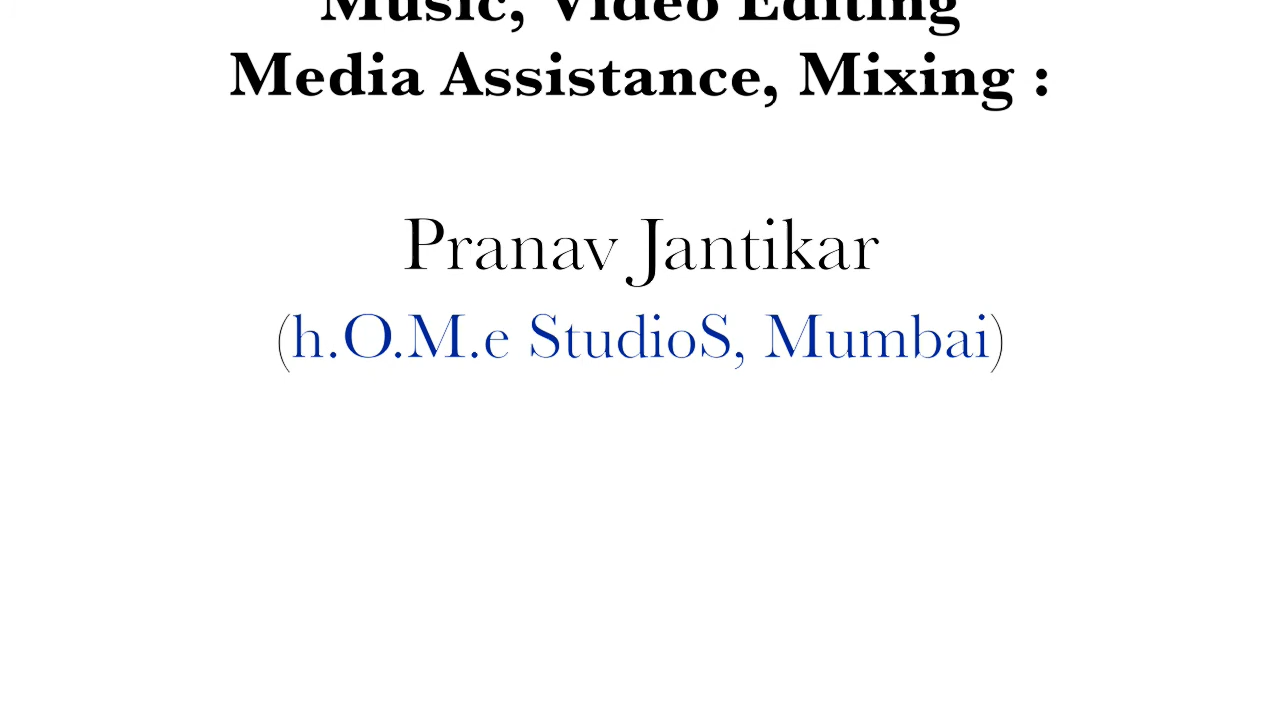 Music, Video Editing
Media Assistance, Mixing :
Pranav Jantikar
(h.O.M.e StudioS, Mumbai)